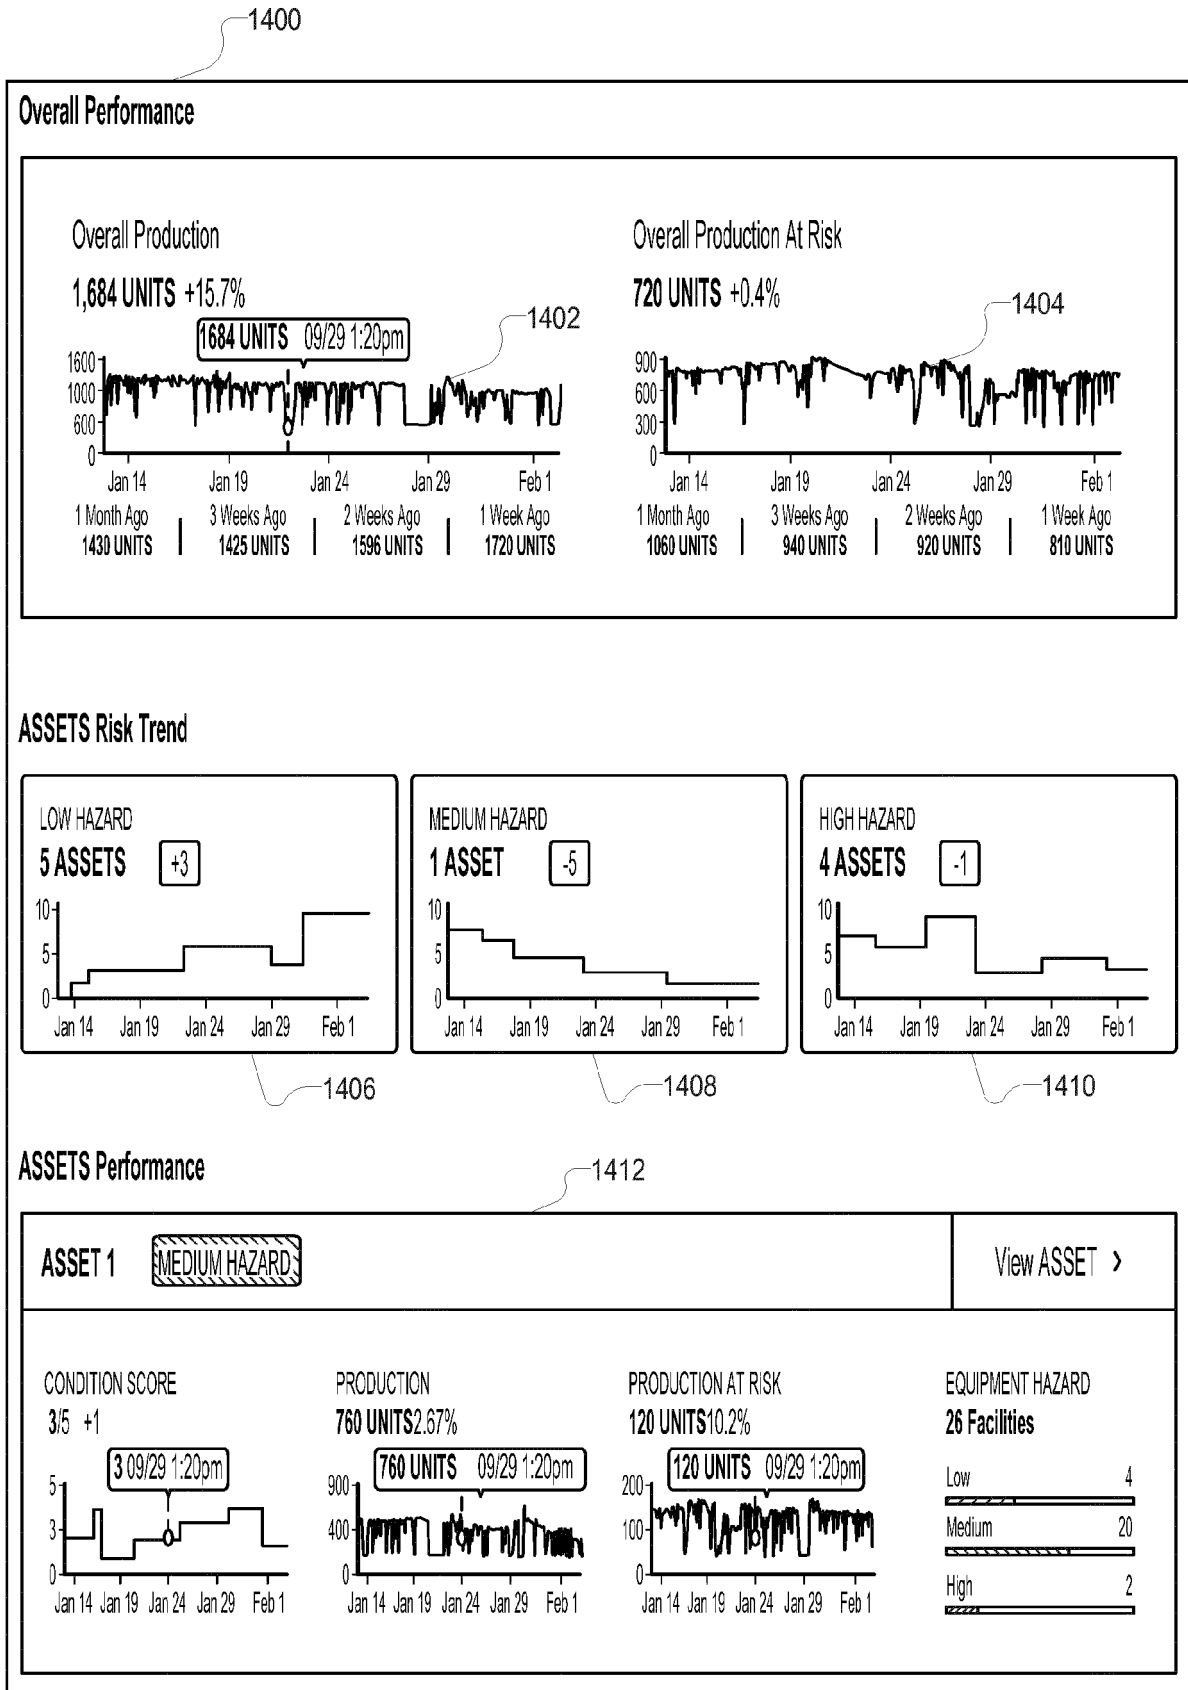 1400
Overall Performance
Overall Production
1,684 UNITS +15.7%
1684 UNITS 09/29 1:20pm
1402
1600
1000
600
0
Jan 14 Jan 19 Jan 24 Jan 29 Feb 1
1 Month Ago 3 Weeks Ago 2 Weeks Ago 1 Week Ago
1430 UNITS 1425 UNITS 1596 UNITS 1720 UNITS
Overall Production At Risk
720 UNITS +0.4%
1404
900
600
300
0
Jan 14 Jan 19 Jan 24 Jan 29 Feb 1
1 Month Ago 3 Weeks Ago 2 Weeks Ago 1 Week Ago
1060 UNITS 940 UNITS 920 UNITS 810 UNITS
ASSETS Risk Trend
LOW HAZARD
5 ASSETS +3
10
5
0
Jan 14 Jan 19 Jan 24 Jan 29 Feb 1
1406
MEDIUM HAZARD
1 ASSET -5
10
5
0
Jan 14 Jan 19 Jan 24 Jan 29 Feb 1
1408
HIGH HAZARD
4 ASSETS -1
10
5
0
Jan 14 Jan 19 Jan 24 Jan 29 Feb 1
1410
ASSETS Performance
1412
ASSET 1 MEDIUM HAZARD View ASSET >
CONDITION SCORE
3/5 +1
3 09/29 1:20pm
5
3
0
Jan 14 Jan 19 Jan 24 Jan 29 Feb 1
PRODUCTION
760 UNITS2.67%
760 UNITS 09/29 1:20pm
900
400
0
Jan 14 Jan 19 Jan 24 Jan 29 Feb 1
PRODUCTION AT RISK
120 UNITS10.2%
120 UNITS 09/29 1:20pm
200
100
0
Jan 14 Jan 19 Jan 24 Jan 29 Feb 1
EQUIPMENT HAZARD
26 Facilities
Low 4
Medium 20
High 2